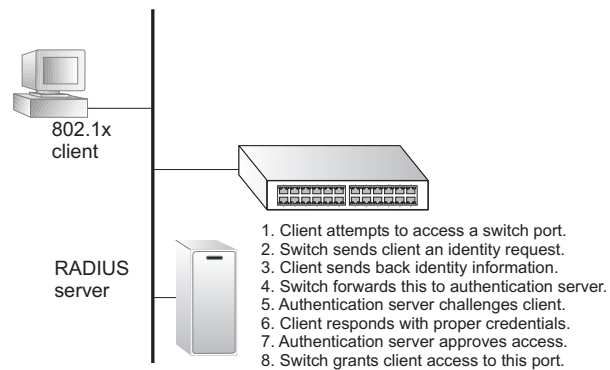 802.1x
client
RADIUS
server
1. Client attempts to access a switch port.
2. Switch sends client an identity request.
3. Client sends back identity information.
4. Switch forwards this to authentication server.
5. Authentication server challenges client.
6. Client responds with proper credentials.
7. Authentication server approves access.
8. Switch grants client access to this port.